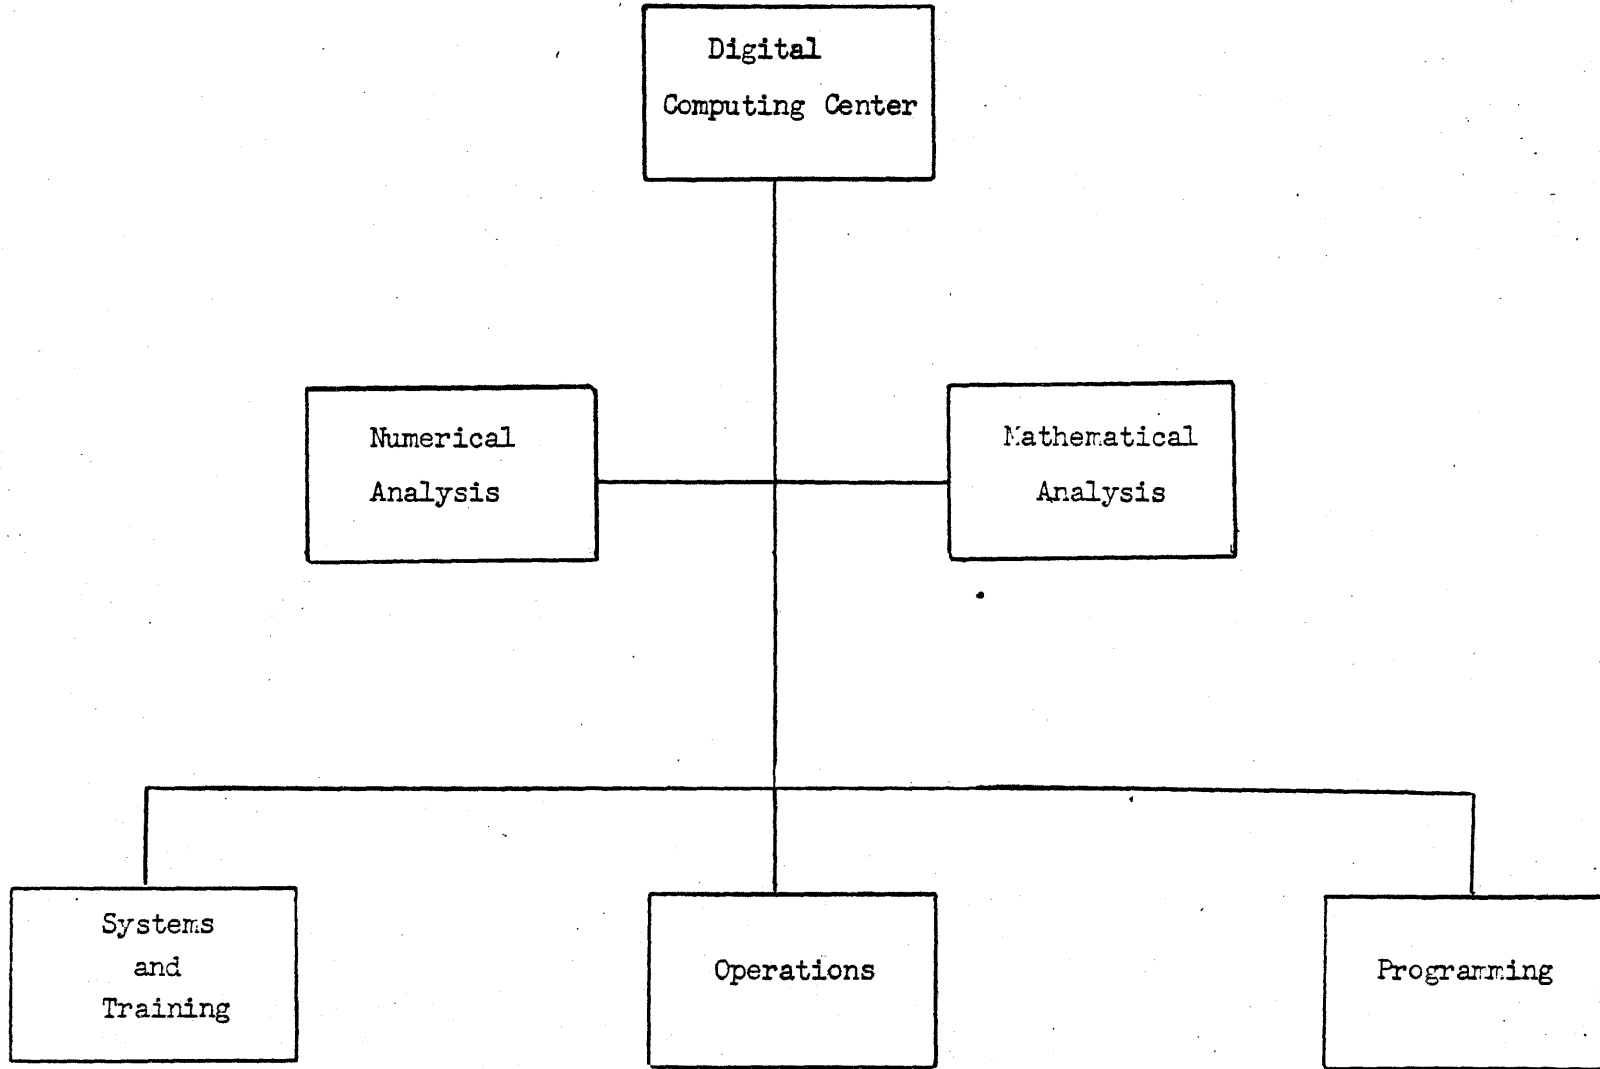 Digital
Computing Center
Numerical
Analysis
Mathematical
Analysis
Systems
and
Training
Operations
Programming